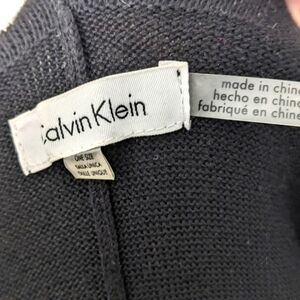 Calvin Klein
ONE SIZE
TALLA UNICA
TAILLE UNIQUE
made in china
hecho en china
fabriqué en chine